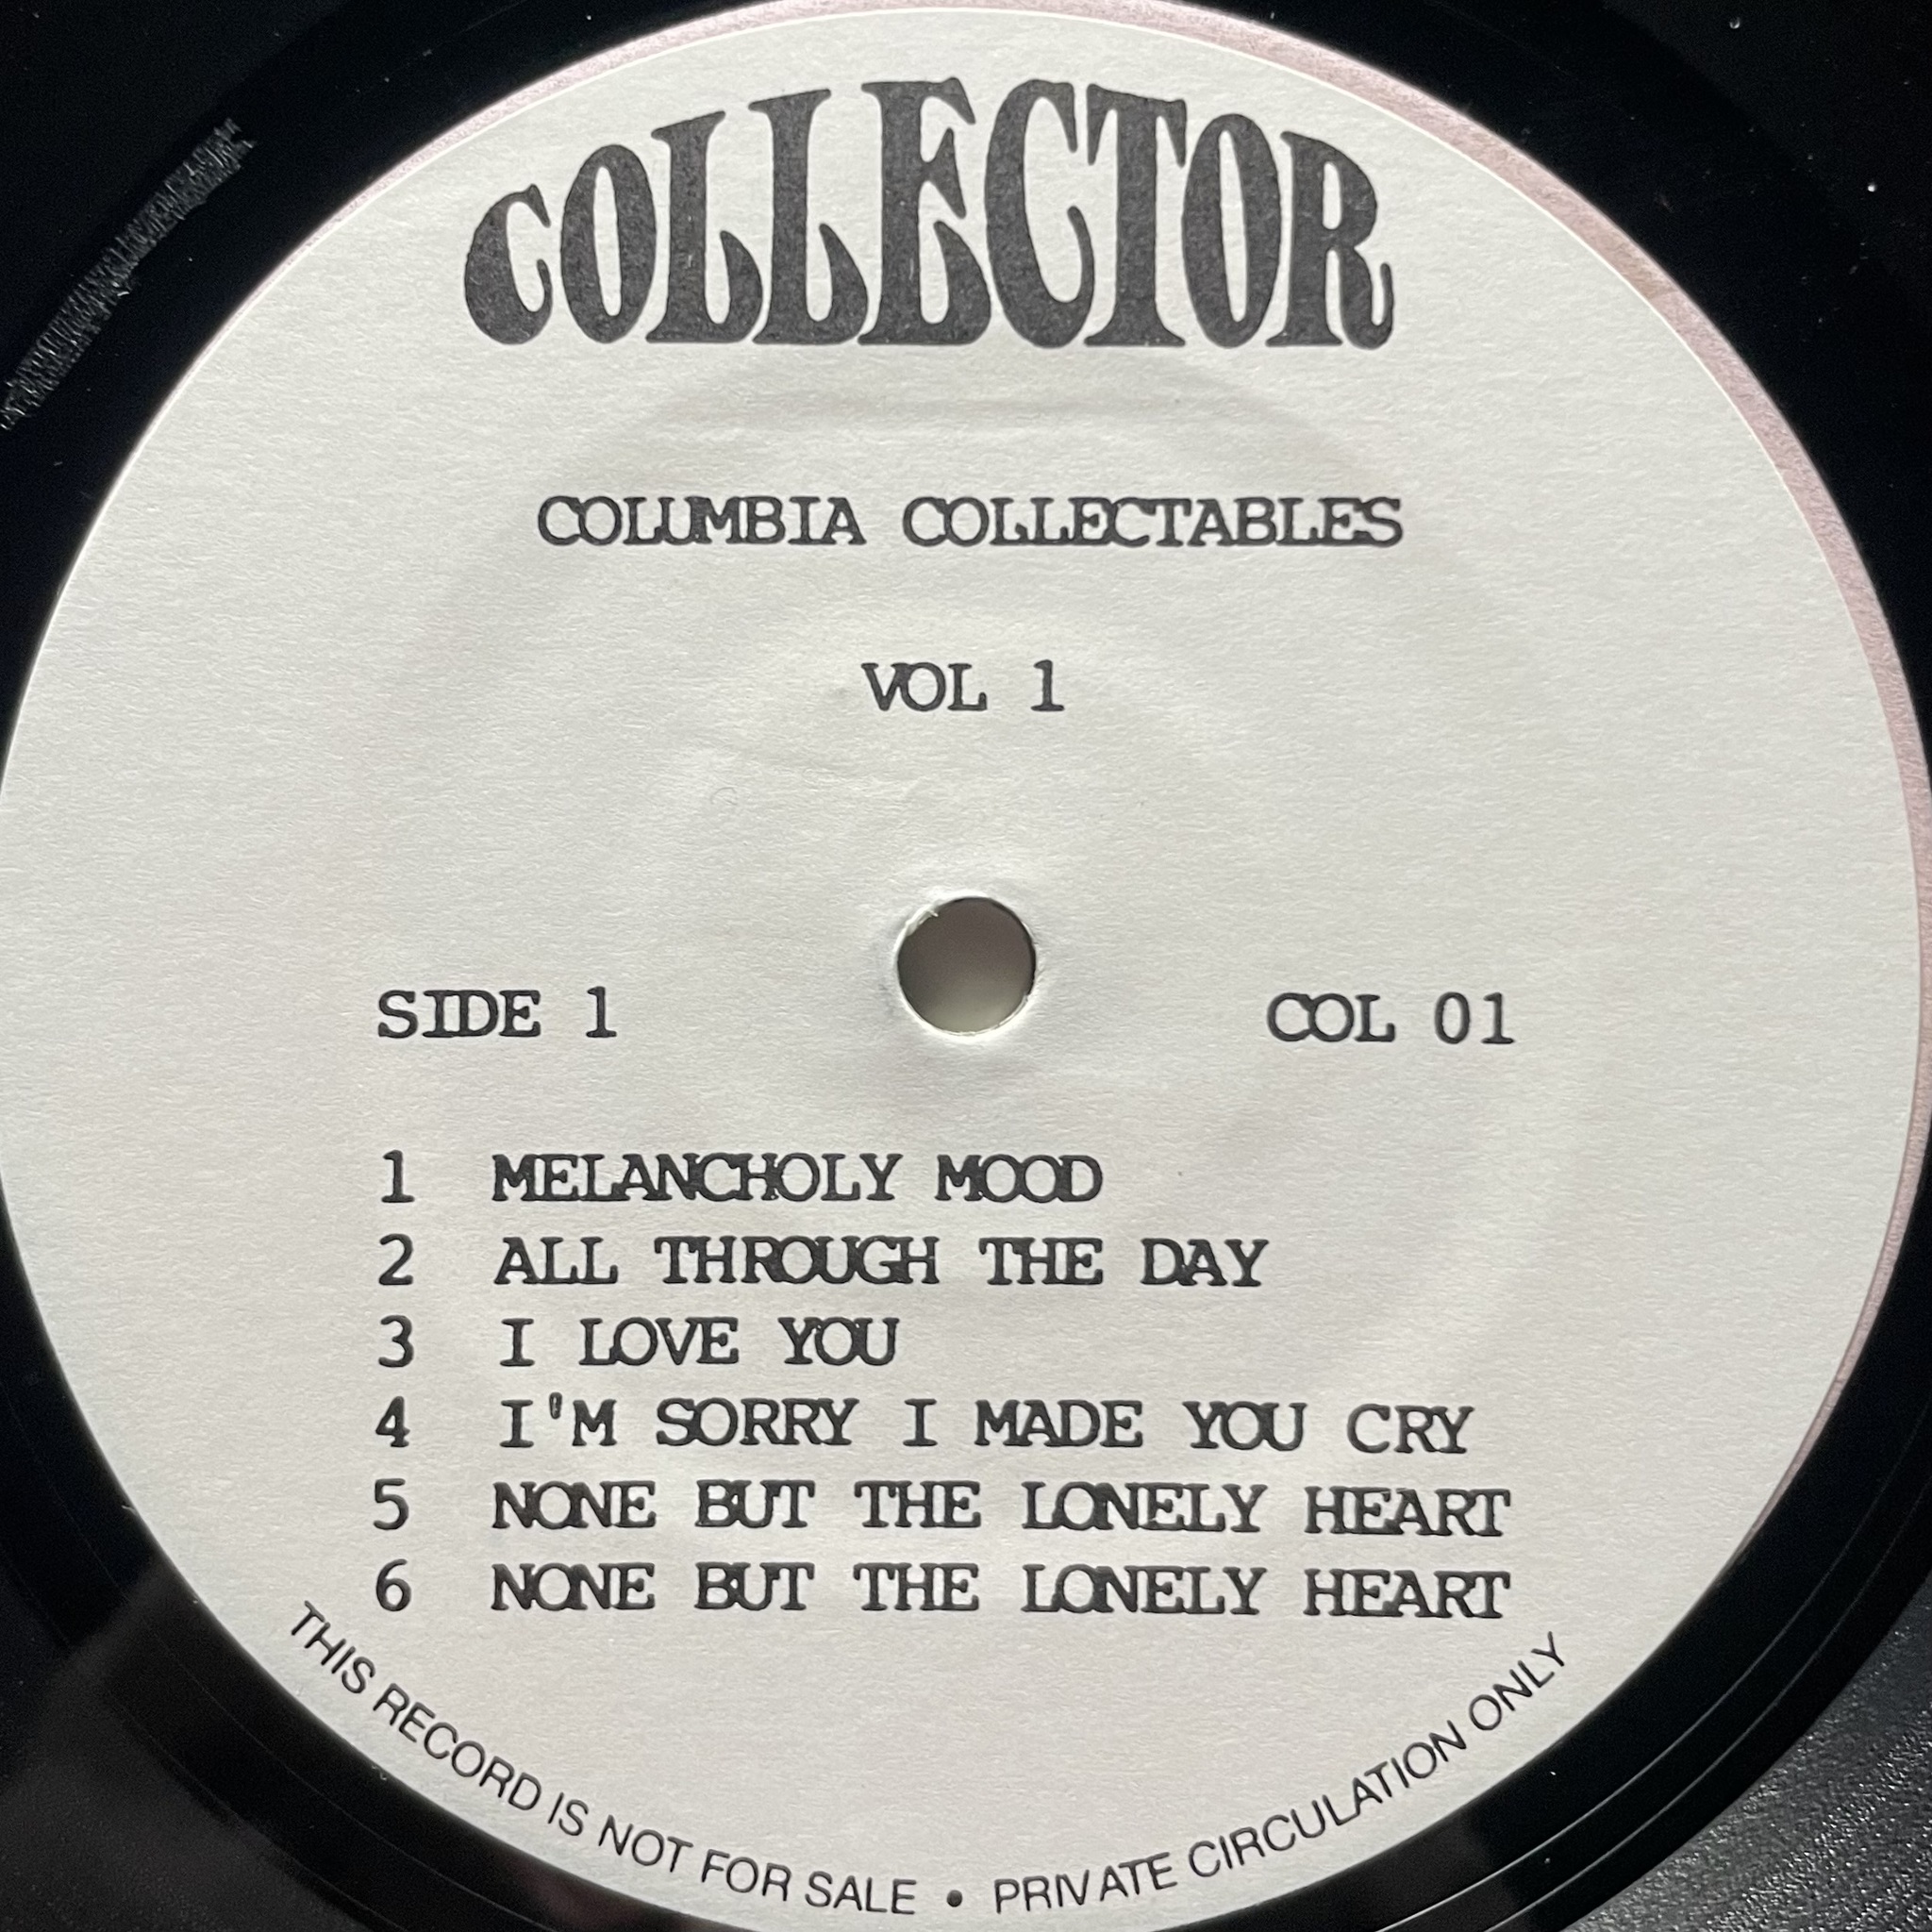 COLLECTOR
COLUMBIA COLLECTABLES
VOL 1
SIDE 1 COL 01
1 MELANCHOLY MOOD
2 ALL THROUGH THE DAY
3 I LOVE YOU
4 I'M SORRY I MADE YOU CRY
5 NONE BUT THE LONELY HEART
6 NONE BUT THE LONELY HEART
THIS RECORD IS NOT FOR SALE • PRIVATE CIRCULATION ONLY